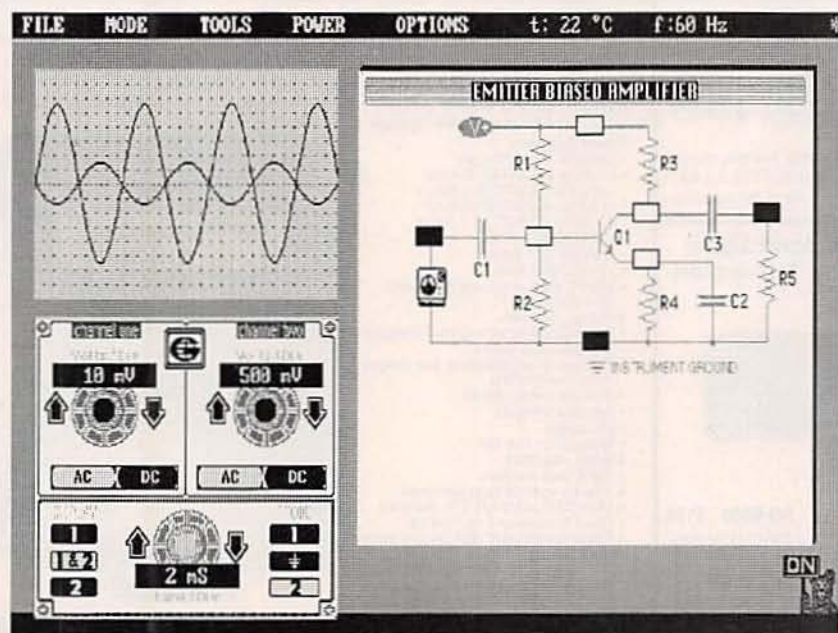 FILE MODE TOOLS POWER OPTIONS t: 22 °C f:60 Hz
EMITTER BIASED AMPLIFIER
R1
R3
C1
Q1
C3
R2
R4
C2
R5
INSTRUMENT GROUND
10 mV
500 mV
AC DC
AC DC
1
1&2
2
2 mS
1
2
ON